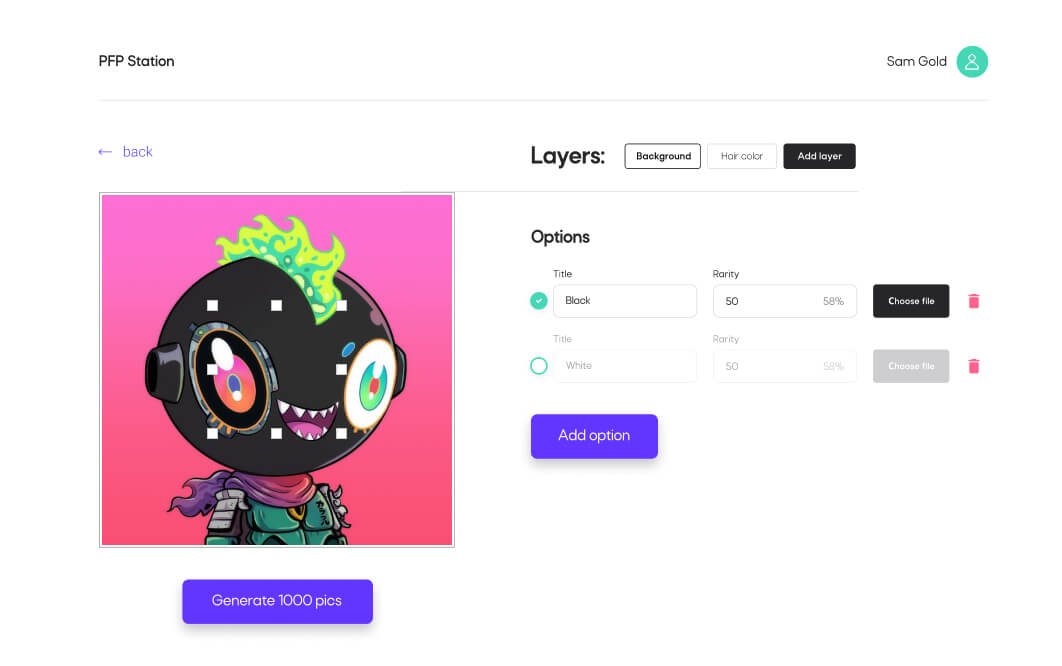 PFP Station
Sam Gold
← back
Layers:
Background
Hair color
Add layer
Options
Title
Rarity
Black
50
58%
Choose file
Title
Rarity
White
50
58%
Choose file
Add option
Generate 1000 pics